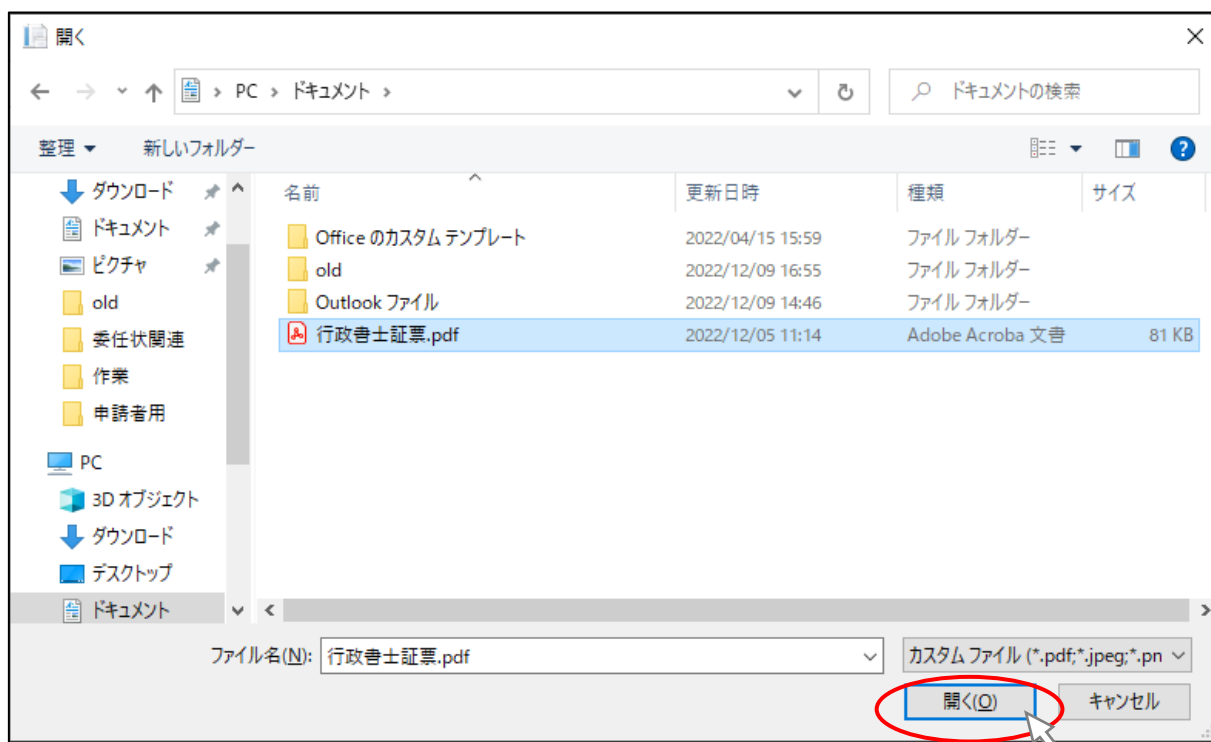 開く
PC › ドキュメント ›
ドキュメントの検索
整理 新しいフォルダー
名前 更新日時 種類 サイズ
ダウンロード
ドキュメント
ピクチャ
old
委任状関連
作業
申請者用
PC
3D オブジェクト
ダウンロード
デスクトップ
ドキュメント
Office のカスタム テンプレート 2022/04/15 15:59 ファイル フォルダー
old 2022/12/09 16:55 ファイル フォルダー
Outlook ファイル 2022/12/09 14:46 ファイル フォルダー
行政書士証票.pdf 2022/12/05 11:14 Adobe Acroba 文書 81 KB
ファイル名(N): 行政書士証票.pdf カスタム ファイル (*.pdf;*.jpeg;*.pn
開く(O) キャンセル